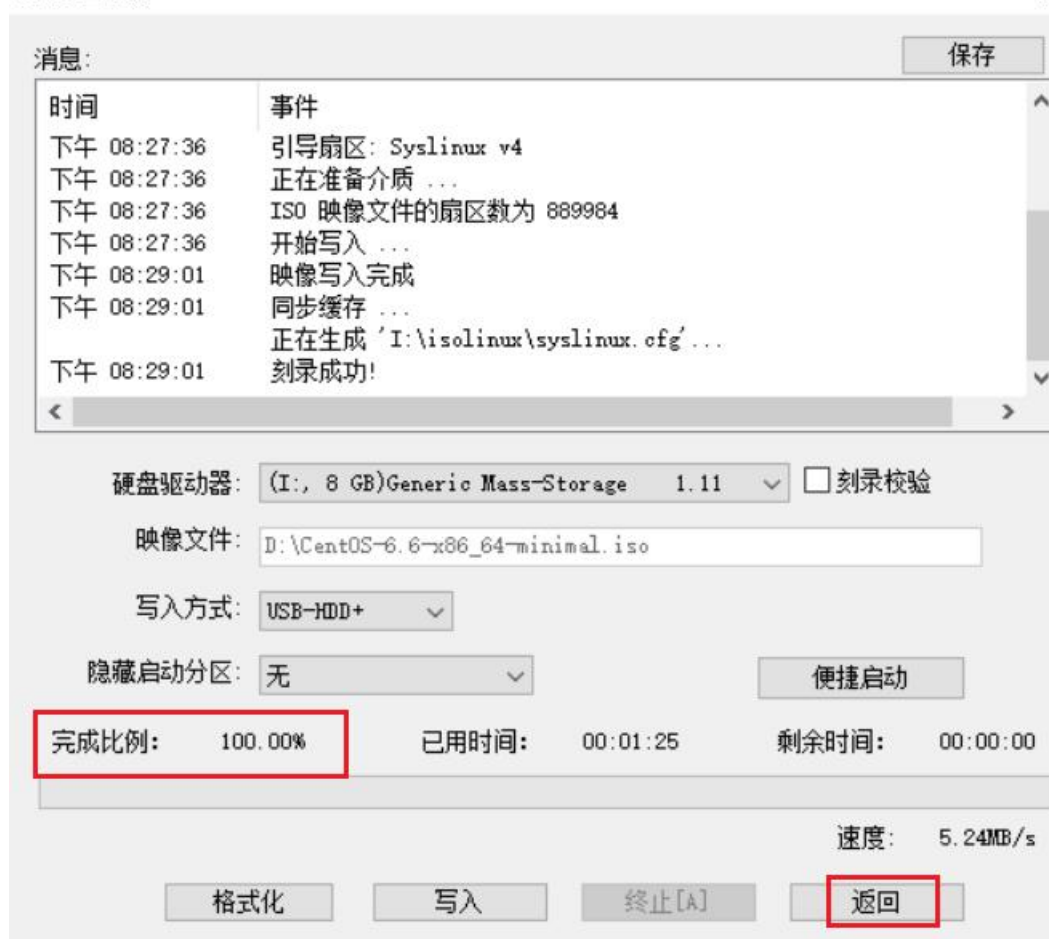 消息:
保存
时间 事件
下午 08:27:36 引导扇区: Syslinux v4
下午 08:27:36 正在准备介质 ...
下午 08:27:36 ISO 映像文件的扇区数为 889984
下午 08:27:36 开始写入 ...
下午 08:29:01 映像写入完成
下午 08:29:01 同步缓存 ...
正在生成 'I:\isolinux\syslinux.cfg'...
下午 08:29:01 刻录成功!
硬盘驱动器: (I:, 8 GB)Generic Mass-Storage 1.11 刻录校验
映像文件: D:\CentOS-6.6-x86_64-minimal.iso
写入方式: USB-HDD+
隐藏启动分区: 无 便捷启动
完成比例: 100.00% 已用时间: 00:01:25 剩余时间: 00:00:00
速度: 5.24MB/s
格式化 写入 终止[A] 返回